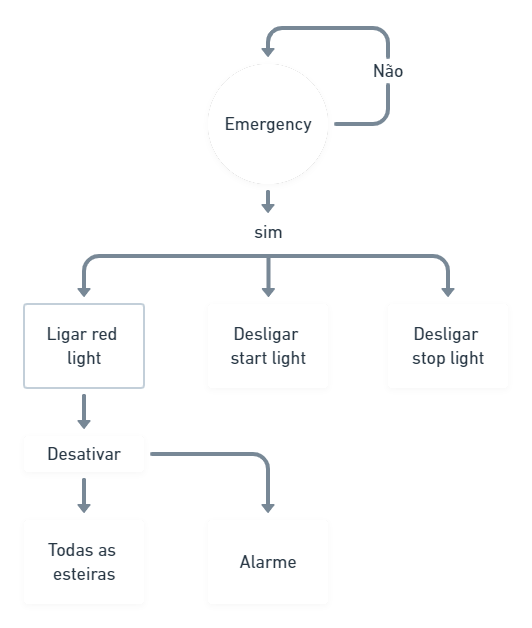 Não
Emergency
sim
Ligar red
light
Desligar
start light
Desligar
stop light
Desativar
Todas as
esteiras
Alarme